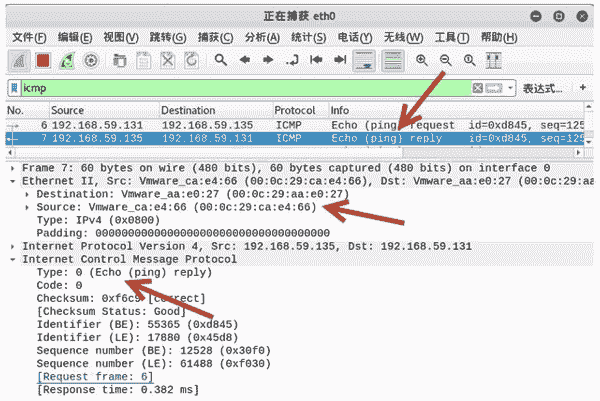 正在捕获 eth0
文件(F) 编辑(E) 视图(V) 跳转(G) 捕获(C) 分析(A) 统计(S) 电话(Y) 无线(W) 工具(T) 帮助(H)
icmp 表达式… +
No. Source Destination Protocol Info
6 192.168.59.131 192.168.59.135 ICMP Echo (ping) request id=0xd845, seq=125
7 192.168.59.135 192.168.59.131 ICMP Echo (ping) reply id=0xd845, seq=125
Frame 7: 60 bytes on wire (480 bits), 60 bytes captured (480 bits) on interface 0
Ethernet II, Src: Vmware_ca:e4:66 (00:0c:29:ca:e4:66), Dst: Vmware_aa:e0:27 (00:0c:29:aa
Destination: Vmware_aa:e0:27 (00:0c:29:aa:e0:27)
Source: Vmware_ca:e4:66 (00:0c:29:ca:e4:66)
Type: IPv4 (0x0800)
Padding: 000000000000000000000000000000000000
Internet Protocol Version 4, Src: 192.168.59.135, Dst: 192.168.59.131
Internet Control Message Protocol
Type: 0 (Echo (ping) reply)
Code: 0
Checksum: 0xf6c9 [correct]
[Checksum Status: Good]
Identifier (BE): 55365 (0xd845)
Identifier (LE): 17880 (0x45d8)
Sequence number (BE): 12528 (0x30f0)
Sequence number (LE): 61488 (0xf030)
[Request frame: 6]
[Response time: 0.382 ms]